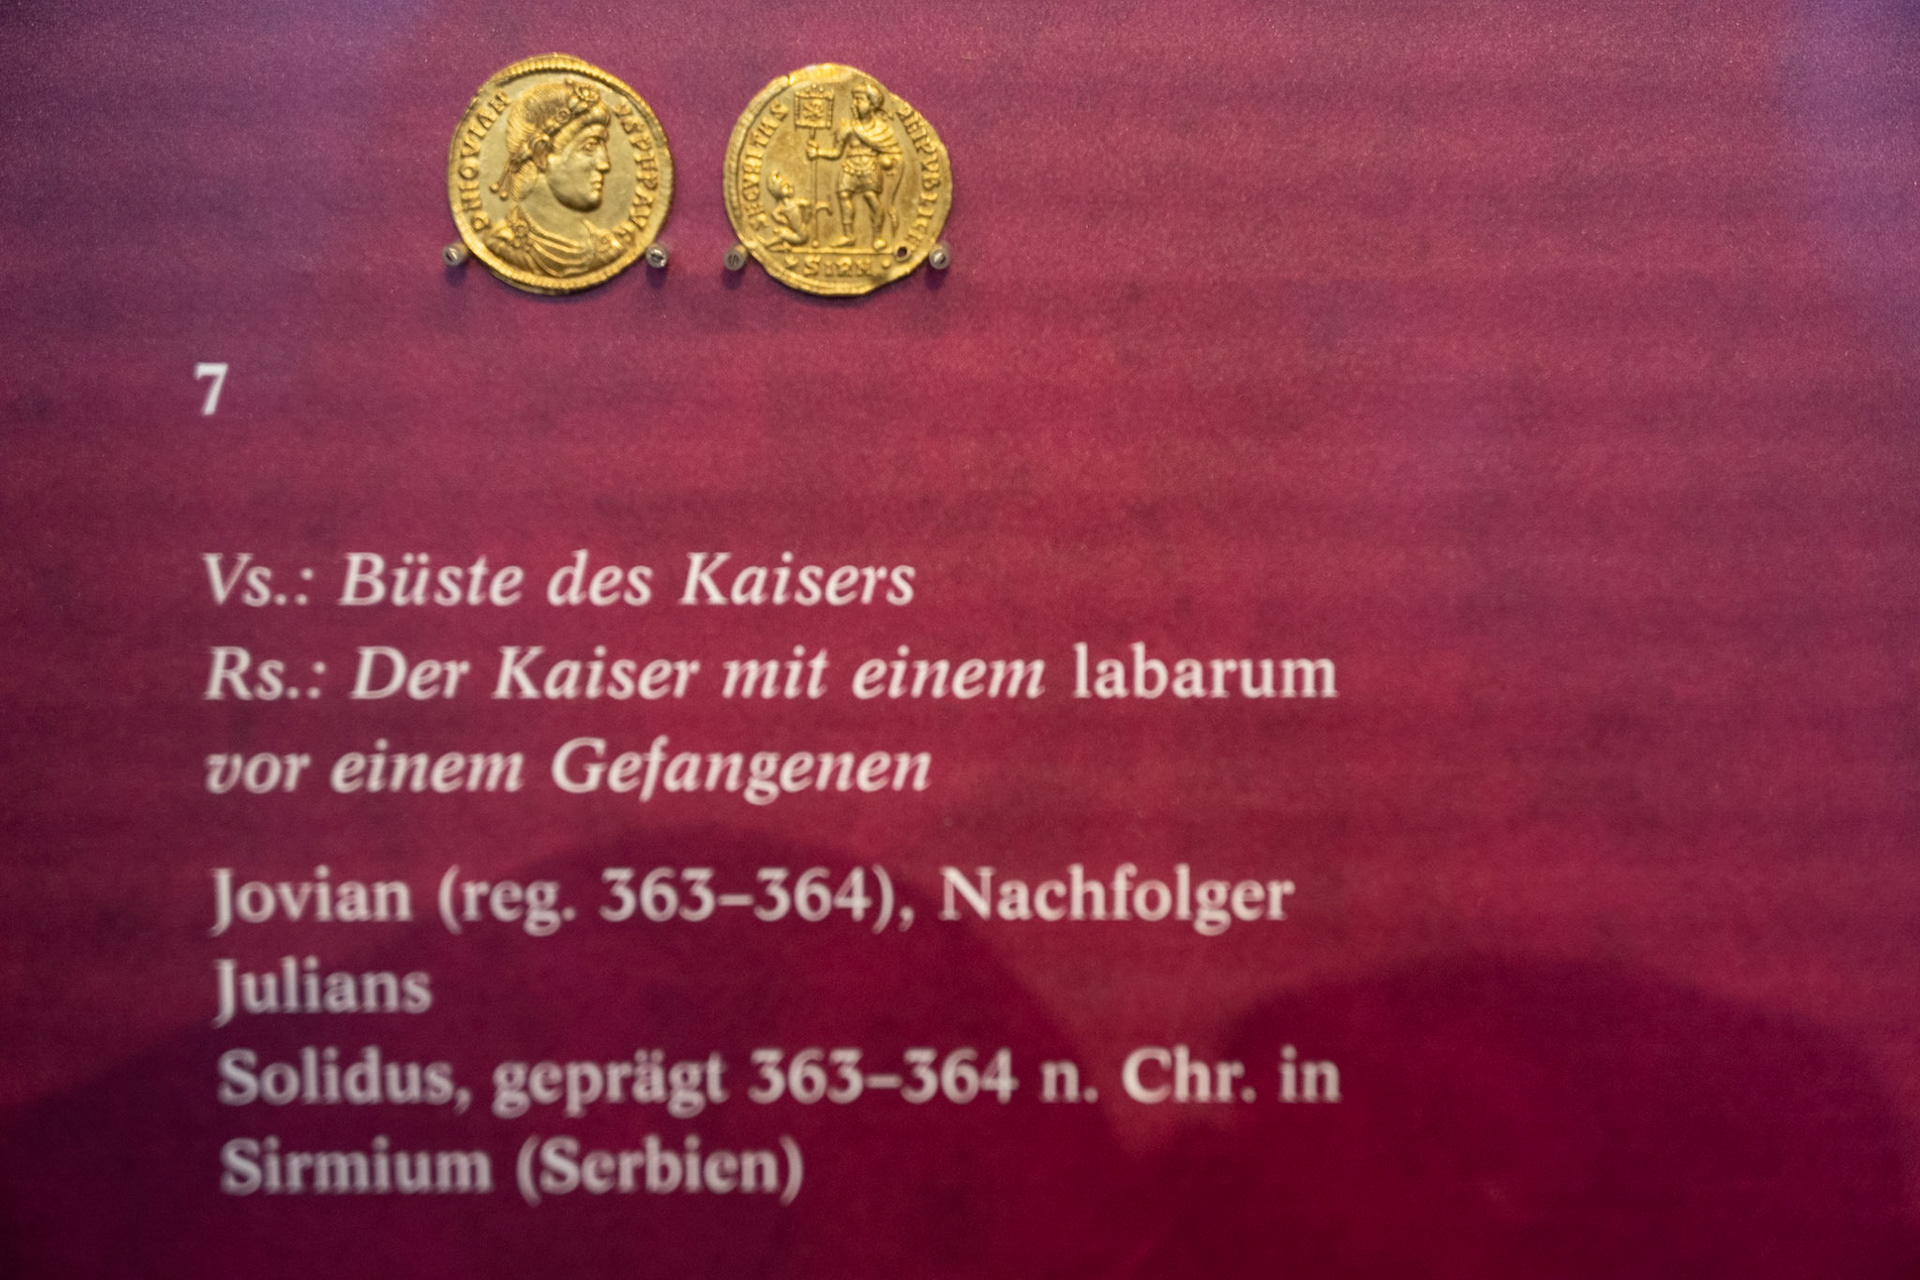 SIRM
7
Vs.: Büste des Kaisers
Rs.: Der Kaiser mit einem labarum
vor einem Gefangenen
Jovian (reg. 363–364), Nachfolger
Julians
Solidus, geprägt 363–364 n. Chr. in
Sirmium (Serbien)